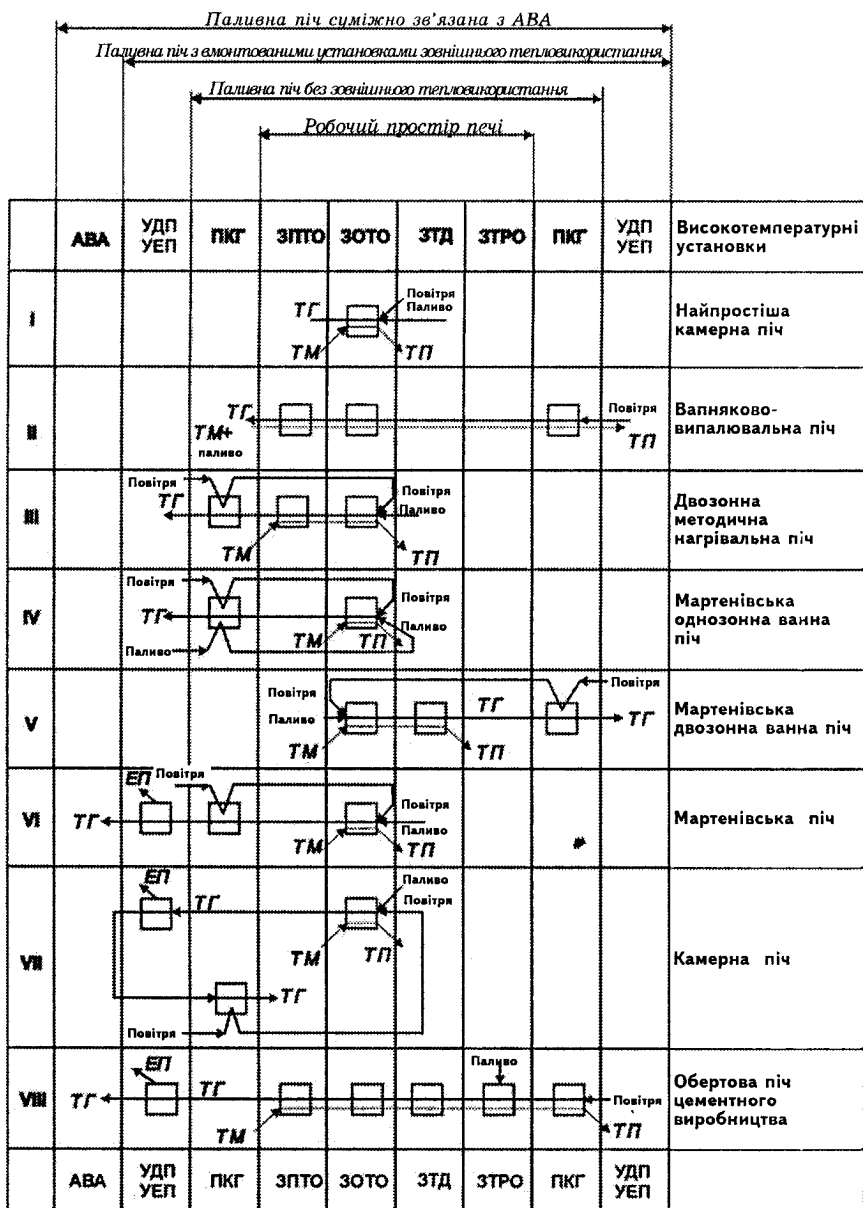 Паливна піч суміжно зв'язана з АВА
Паливна піч з вмонтованими установками зовнішнього тепловикористання
Паливна піч без зовнішнього тепловикористання
Робочий простір печі
АВА УДП УЕП ПКГ ЗПТО ЗОТО ЗТД ЗТРО ПКГ УДП УЕП Високотемпературні
установки
I
Повітря
ТГ Паливо
ТМ ТП
Найпростіша
камерна піч
II
ТГ Повітря
ТМ+ ТП
паливо
Вапняково-
випалювальна піч
III
Повітря
ТГ Повітря
Паливо
ТМ ТП
Двозонна
методична
нагрівальна піч
IV
Повітря
Повітря
ТГ Паливо
ТМ ТП
Паливо
Мартенівська
однозонна ванна
піч
V
Повітря Повітря
Паливо ТГ ТГ
ТМ ТП
Мартенівська
двозонна ванна піч
VI
ЕП Повітря
Повітря
ТГ Паливо
ТМ ТП
Мартенівська піч
VII
ЕП Паливо
ТГ Повітря
ТМ ТП
ТГ
Повітря
Камерна піч
VIII
ЕП Паливо
ТГ ТГ Повітря
ТМ ТП
Обертова піч
цементного
виробництва
АВА УДП УЕП ПКГ ЗПТО ЗОТО ЗТД ЗТРО ПКГ УДП УЕП